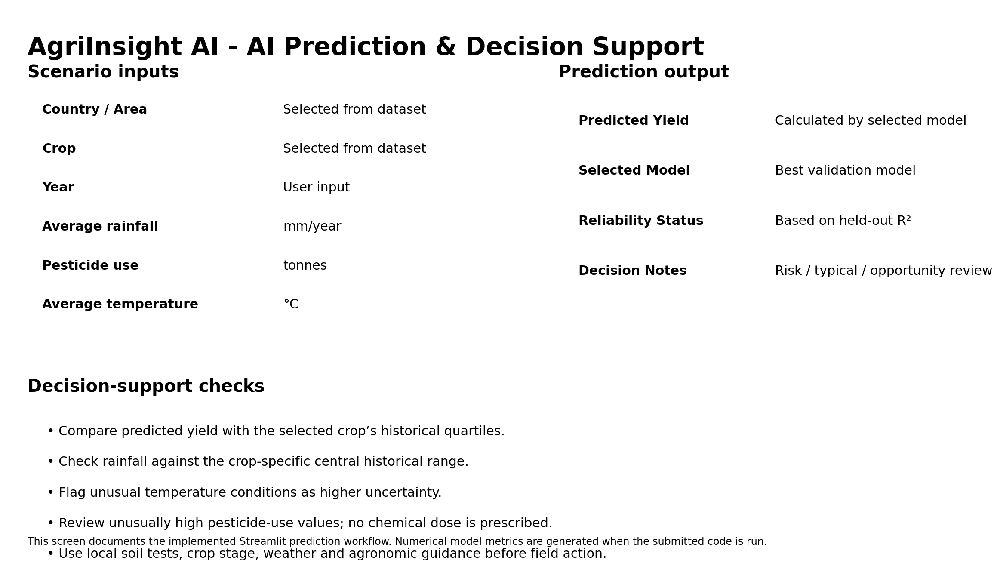 AgriInsight AI - AI Prediction & Decision Support
Scenario inputs
Country / Area Selected from dataset
Crop Selected from dataset
Year User input
Average rainfall mm/year
Pesticide use tonnes
Average temperature °C
Prediction output
Predicted Yield Calculated by selected model
Selected Model Best validation model
Reliability Status Based on held-out R²
Decision Notes Risk / typical / opportunity review
Decision-support checks
• Compare predicted yield with the selected crop’s historical quartiles.
• Check rainfall against the crop-specific central historical range.
• Flag unusual temperature conditions as higher uncertainty.
• Review unusually high pesticide-use values; no chemical dose is prescribed.
This screen documents the implemented Streamlit prediction workflow. Numerical model metrics are generated when the submitted code is run.
• Use local soil tests, crop stage, weather and agronomic guidance before field action.